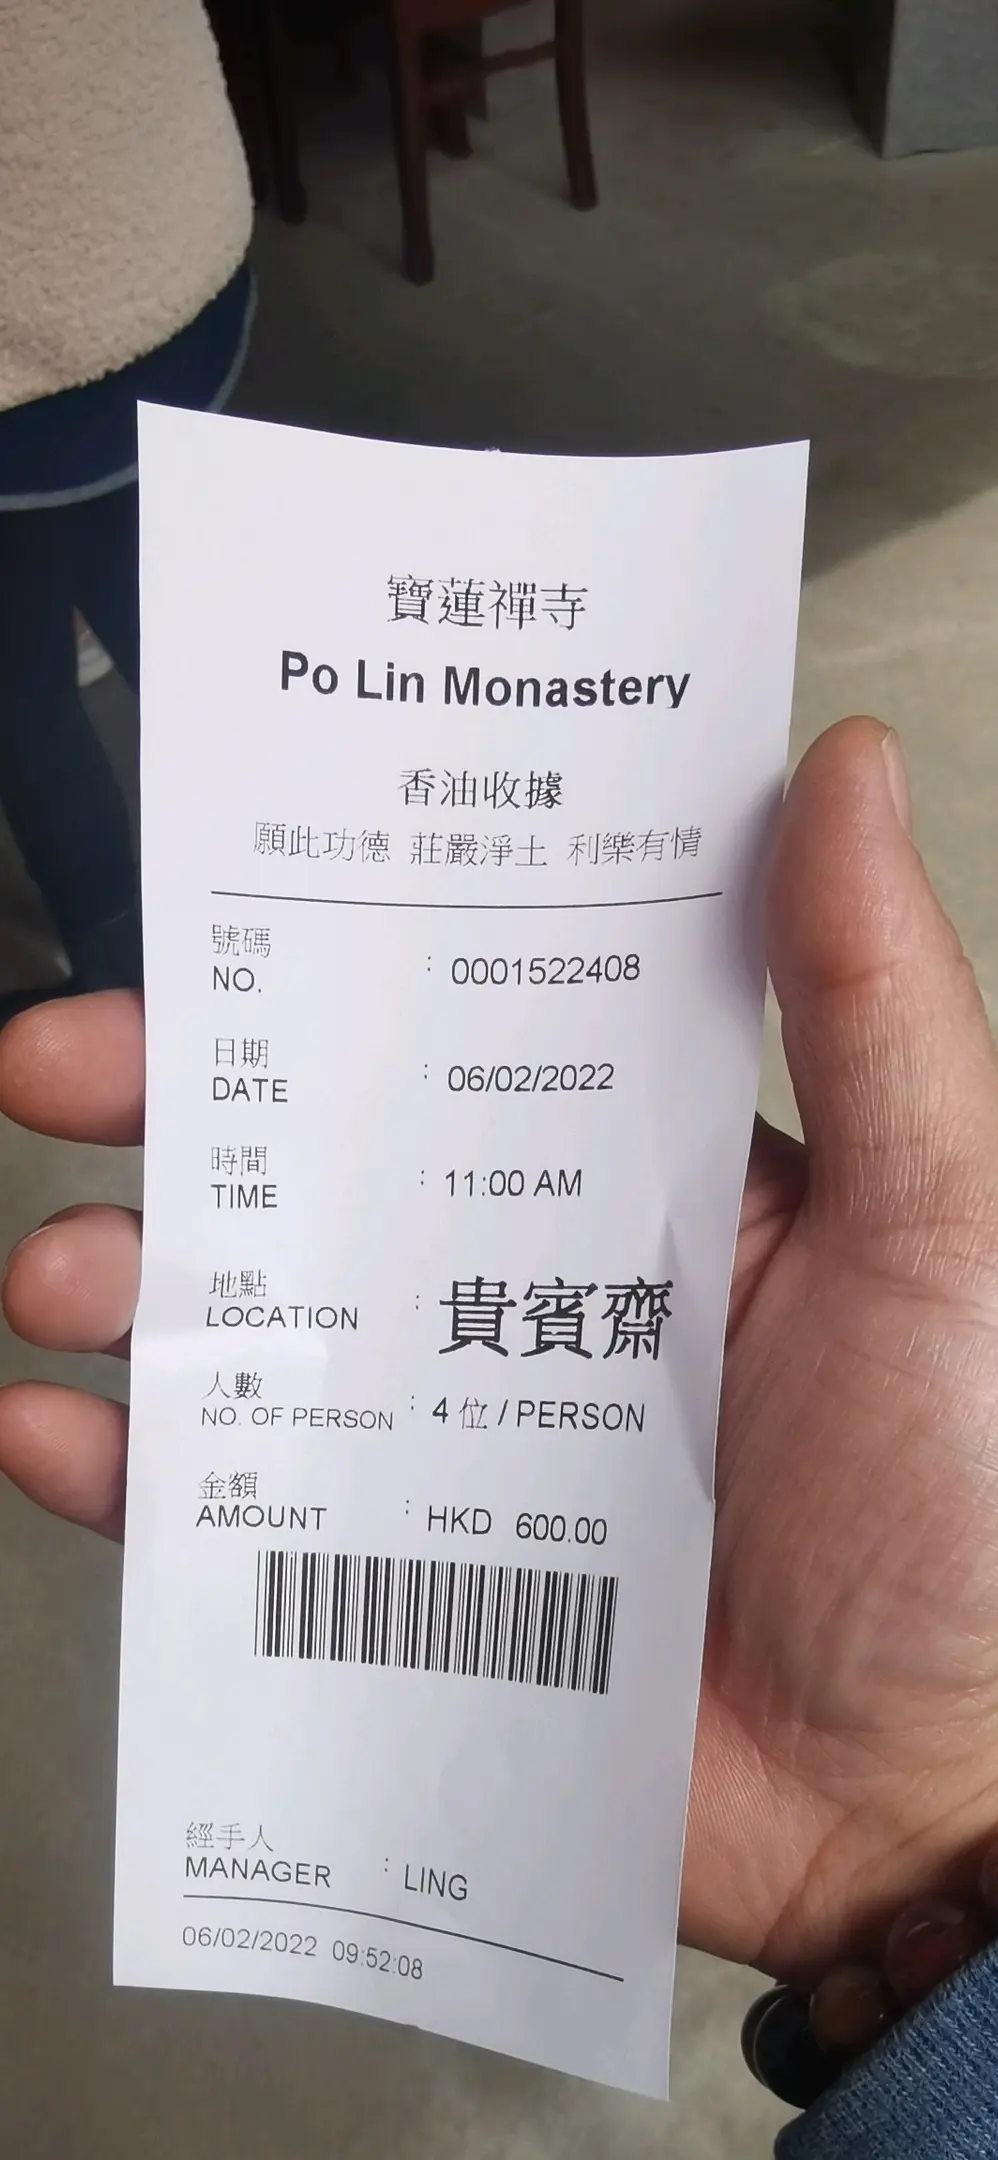 寶蓮禪寺
Po Lin Monastery
香油收據
願此功德 莊嚴淨土 利樂有情
號碼
NO. : 0001522408
日期
DATE : 06/02/2022
時間
TIME : 11:00 AM
地點
LOCATION : 貴賓齋
人數
NO. OF PERSON : 4 位 / PERSON
金額
AMOUNT : HKD 600.00
經手人
MANAGER : LING
06/02/2022 09:52:08